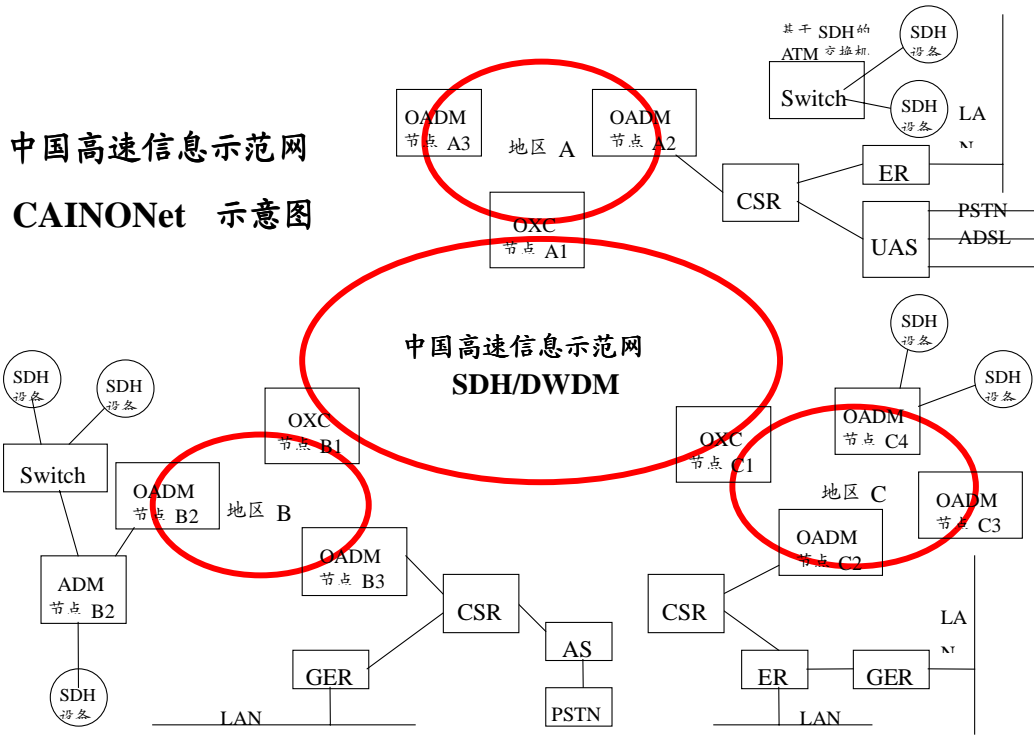 中国高速信息示范网
CAINONet 示意图
OADM
节点 A3
地区 A
OADM
节点 A2
OXC
节点 A1
基于 SDH的
ATM 交换机
Switch
SDH
设备
SDH
设备
LA
N
CSR
ER
UAS
PSTN
ADSL
中国高速信息示范网
SDH/DWDM
SDH
设备
SDH
设备
Switch
OADM
节点 B2
地区 B
OXC
节点 B1
OADM
节点 B3
ADM
节点 B2
SDH
设备
CSR
GER
LAN
AS
PSTN
SDH
设备
SDH
设备
OADM
节点 C4
OXC
节点 C1
地区 C
OADM
节点 C3
OADM
节点 C2
CSR
ER
GER
LA
N
LAN